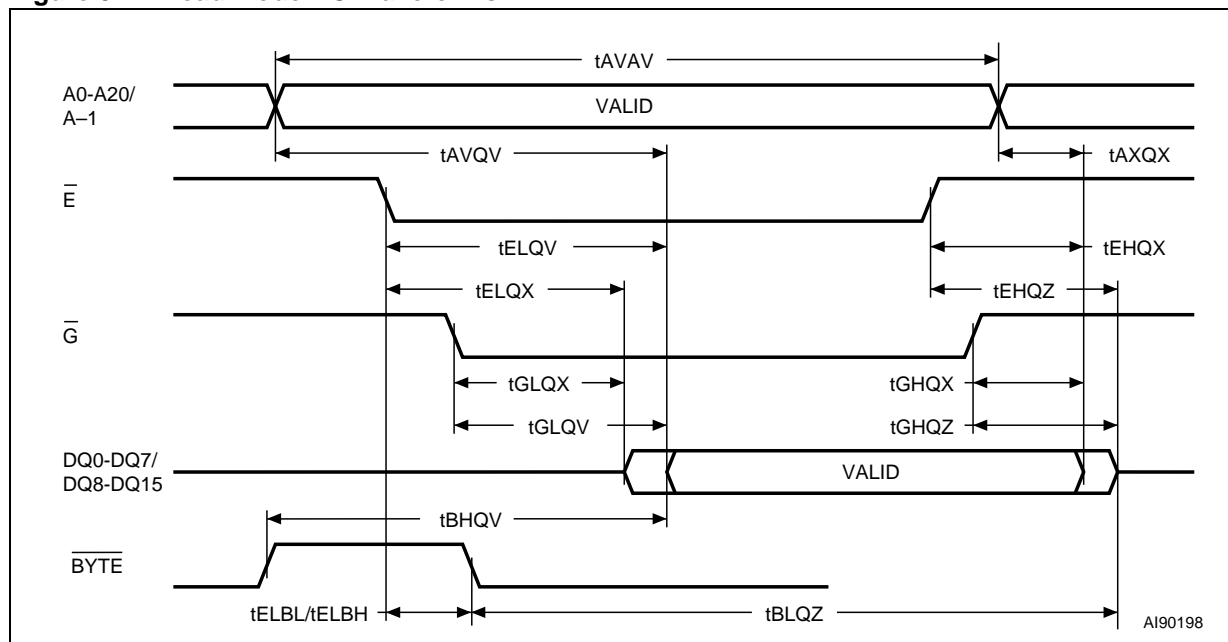 tAVAV
A0-A20/
A–1
VALID
tAVQV
tAXQX
E
tELQV
tEHQX
tELQX
tEHQZ
G
tGLQX
tGHQX
tGLQV
tGHQZ
DQ0-DQ7/
DQ8-DQ15
VALID
tBHQV
BYTE
tELBL/tELBH
tBLQZ
AI90198